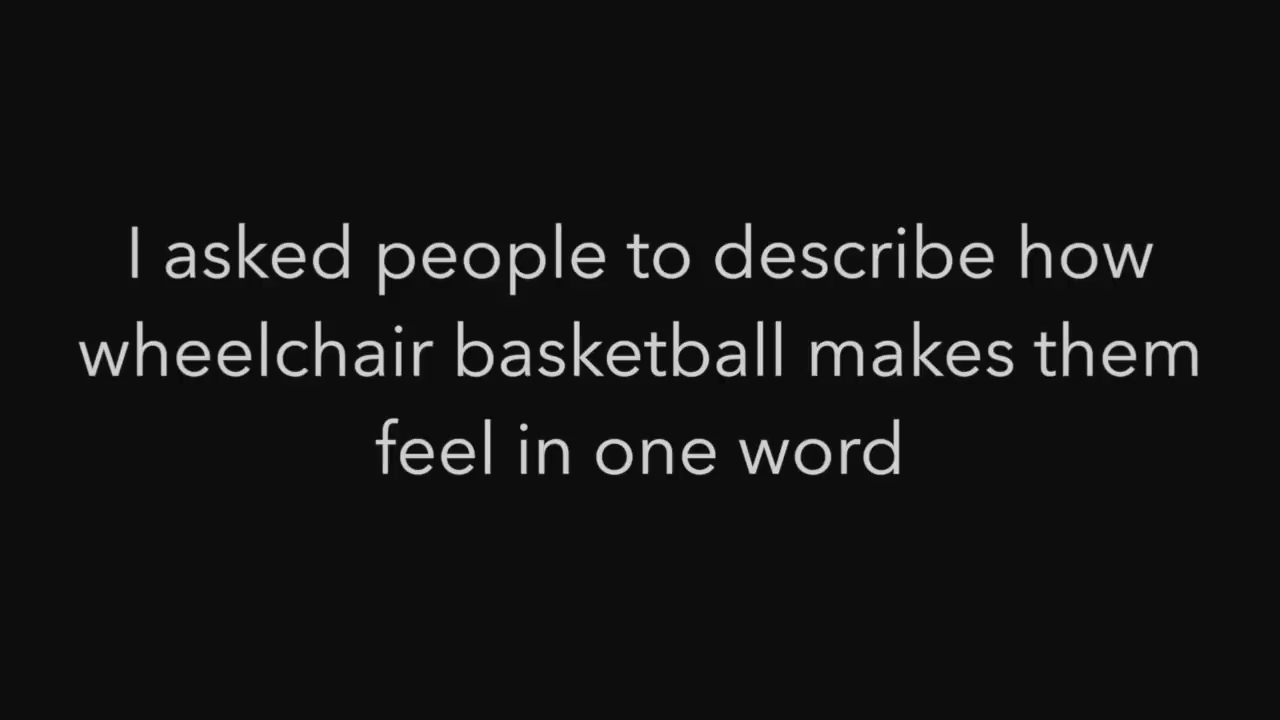 I asked people to describe how
wheelchair basketball makes them
feel in one word